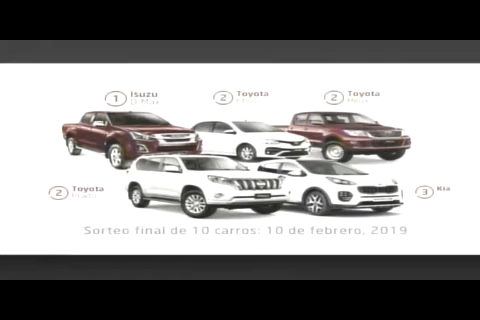 1 Isuzu
D-Max
2 Toyota
2 Toyota
2 Toyota
Prado
3 Kia
Sorteo final de 10 carros: 10 de febrero, 2019